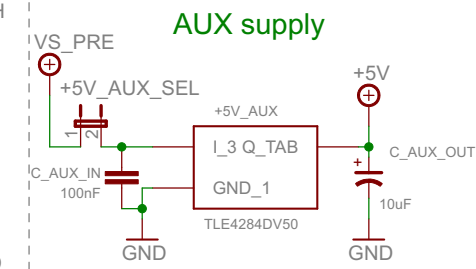 H
AUX supply
VS_PRE
+5V
+5V_AUX_SEL
+5V_AUX
1
2
I_3 Q_TAB
GND_1
C_AUX_IN
100nF
C_AUX_OUT
+
10uF
TLE4284DV50
GND
GND